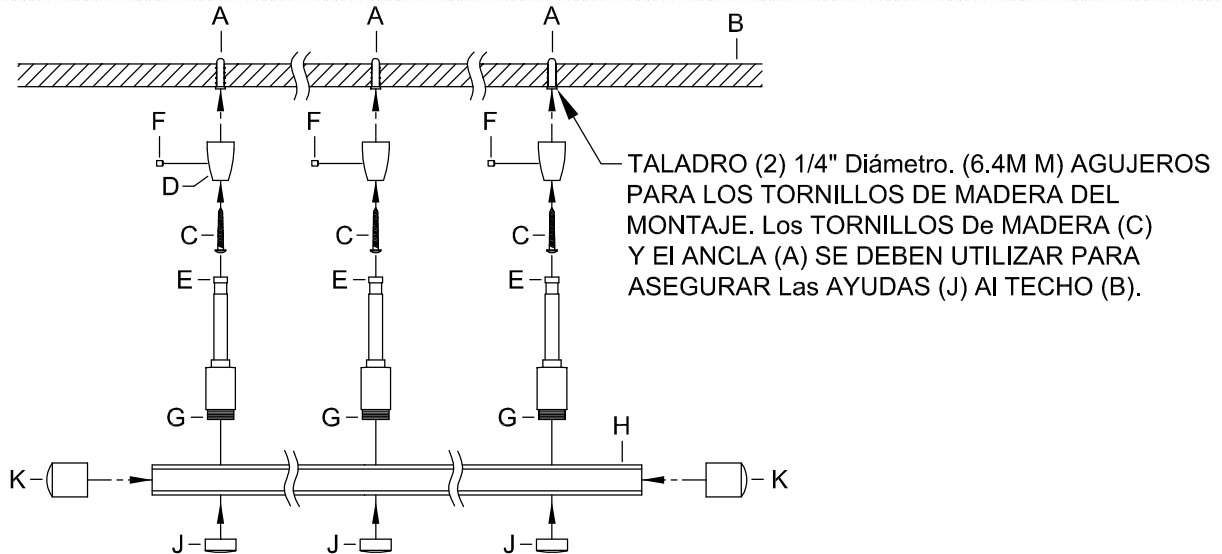 A A A B
F F F
TALADRO (2) 1/4" Diámetro. (6.4M M) AGUJEROS
D
PARA LOS TORNILLOS DE MADERA DEL
MONTAJE. Los TORNILLOS De MADERA (C)
C C C
Y El ANCLA (A) SE DEBEN UTILIZAR PARA
E E E
ASEGURAR Las AYUDAS (J) Al TECHO (B).
G G G H
K K
J J J